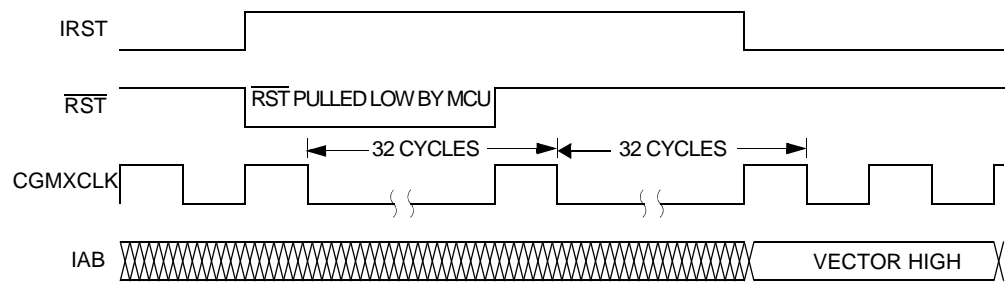 IRST
RST
RST PULLED LOW BY MCU
32 CYCLES
32 CYCLES
CGMXCLK
IAB
VECTOR HIGH